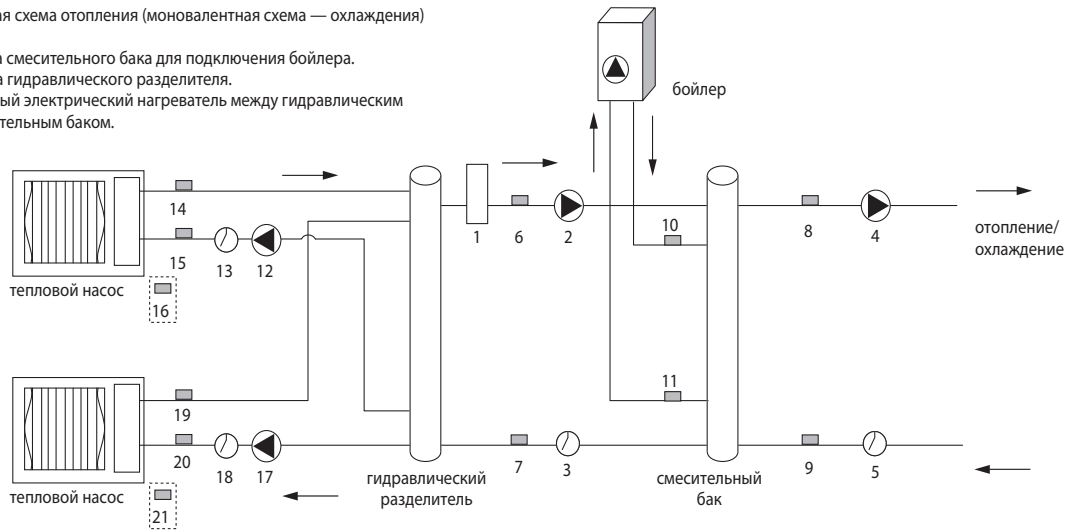 ая схема отопления (моновалентная схема — охлаждения)
а смесительного бака для подключения бойлера.
а гидравлического разделителя.
ный электрический нагреватель между гидравлическим
тельным баком.
бойлер
14
15
13
12
тепловой насос
16
1
6
2
10
8
4
отопление/
охлаждение
11
19
20
18
17
тепловой насос
21
гидравлический
разделитель
7
3
смесительный
бак
9
5